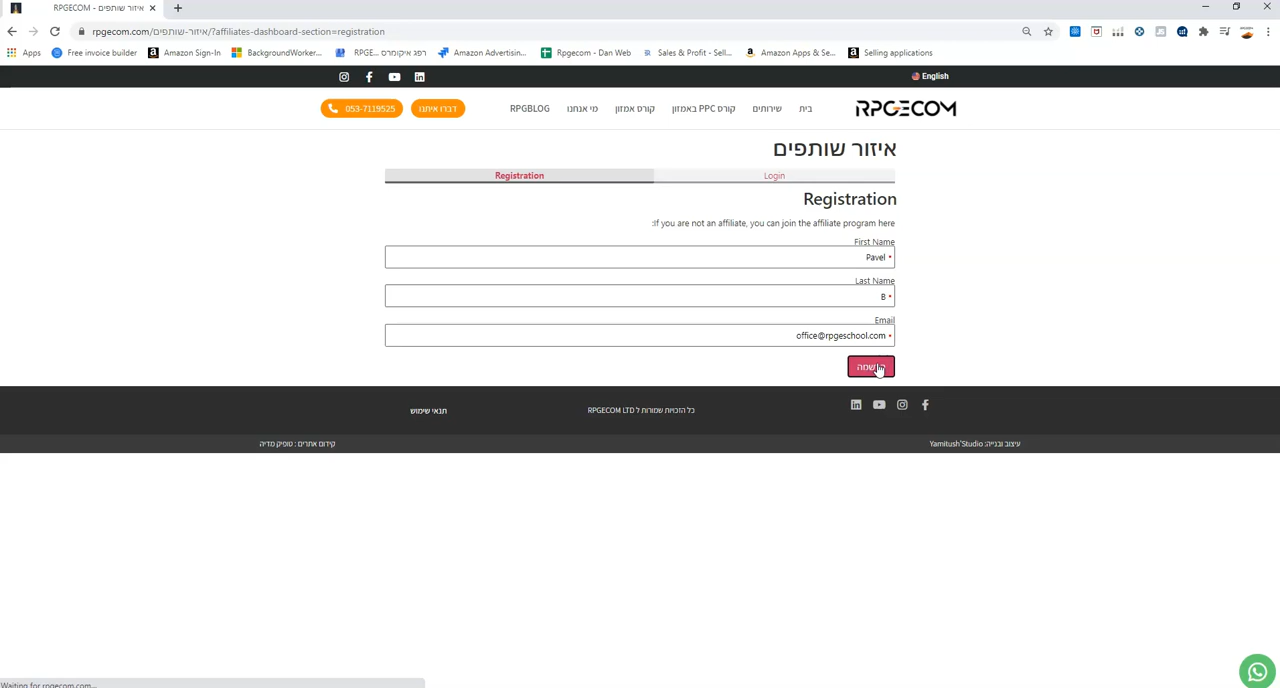 RPGECOM - איזור שותפים
rpgecom.com/איזור-שותפים/?affiliates-dashboard-section=registration
Apps Free invoice builder Amazon Sign-In BackgroundWorker... רפג איקומרס ...RPGE Amazon Advertisin... Rpgecom - Dan Web Sales & Profit - Sell... Amazon Apps & Se... Selling applications
English
053-7119525 דברו איתנו RPGBLOG מי אנחנו קורס אמזון קורס PPC באמזון שירותים בית RPGECOM
איזור שותפים
Registration Login
Registration
:If you are not an affiliate, you can join the affiliate program here
First Name
Pavel *
Last Name
B *
Email
office@rpgeschool.com *
תנאי שימוש כל הזכויות שמורות ל RPGECOM LTD
קידום אתרים : טופיק מדיה עיצוב ובנייה: Yamitush'Studio
Waiting for rpgecom.com...